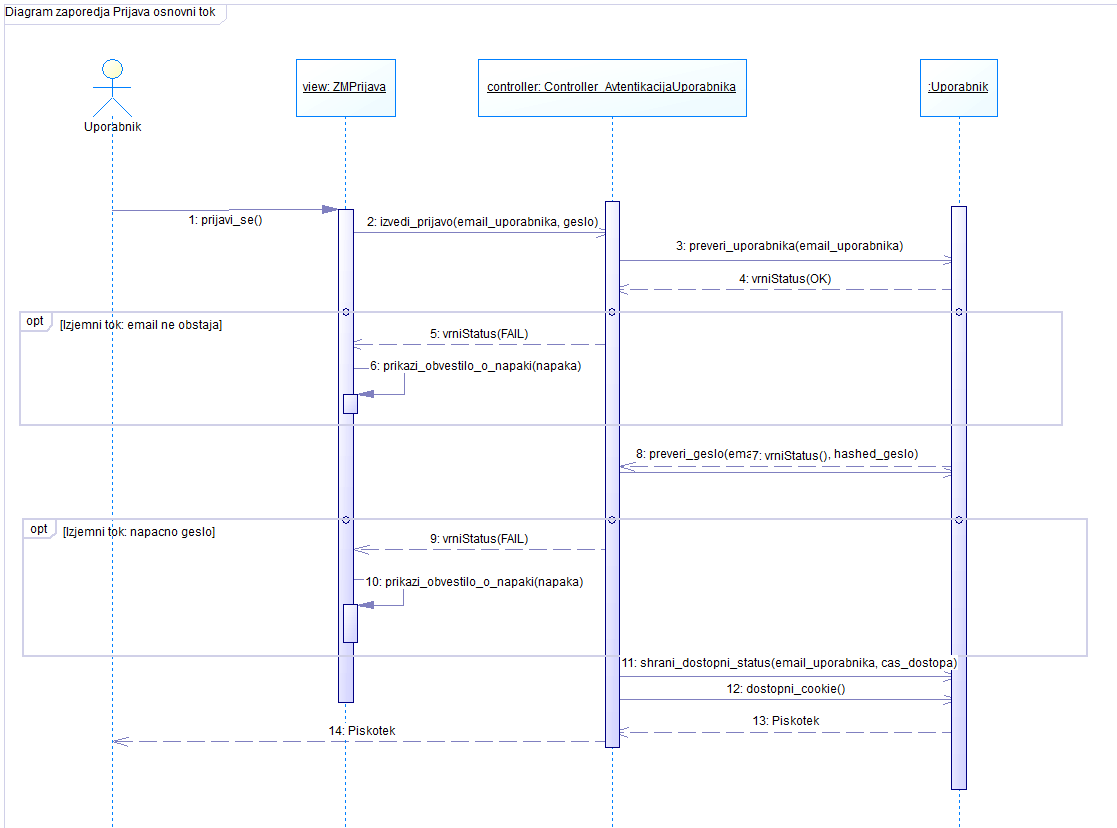 Diagram zaporedja Prijava osnovni tok
view: ZMPrijava
controller: Controller_AvtentikacijaUporabnika
:Uporabnik
Uporabnik
1: prijavi_se()
2: izvedi_prijavo(email_uporabnika, geslo)
3: preveri_uporabnika(email_uporabnika)
4: vrniStatus(OK)
opt
[Izjemni tok: email ne obstaja]
5: vrniStatus(FAIL)
6: prikazi_obvestilo_o_napaki(napaka)
8: preveri_geslo(ema
7: vrniStatus()
, hashed_geslo)
opt
[Izjemni tok: napacno geslo]
9: vrniStatus(FAIL)
10: prikazi_obvestilo_o_napaki(napaka)
11: shrani_dostopni_status(email_uporabnika, cas_dostopa)
12: dostopni_cookie()
13: Piskotek
14: Piskotek